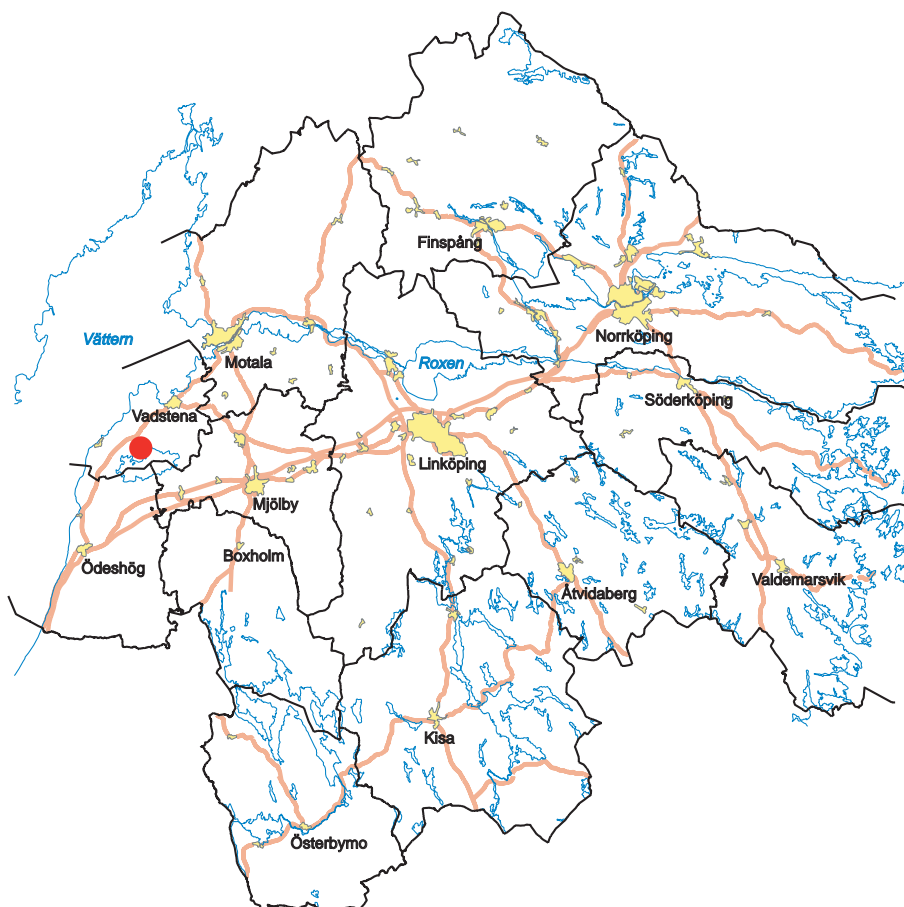 Finspång
Norrköping
Vättern
Motala
Roxen
Söderköping
Vadstena
Linköping
Mjölby
Boxholm
Ödeshög
Åtvidaberg
Valdemarsvik
Kisa
Österbymo